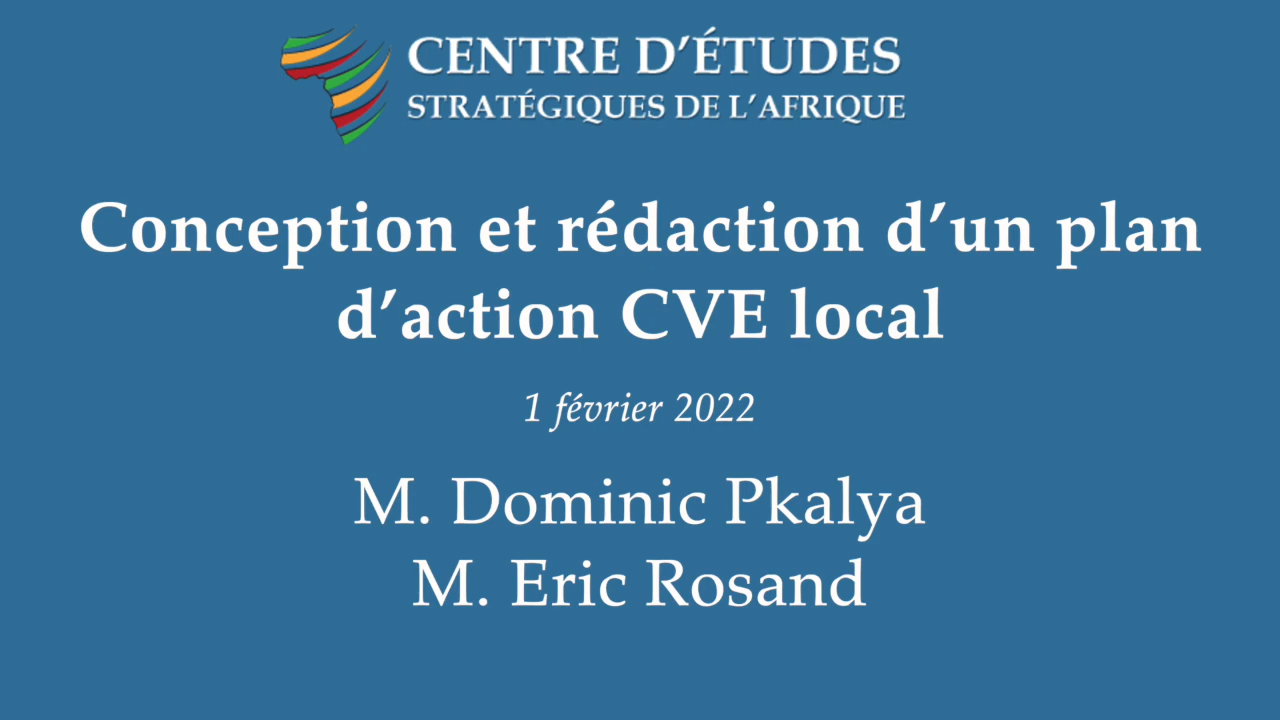 CENTRE D’ÉTUDES
STRATÉGIQUES DE L’AFRIQUE
Conception et rédaction d’un plan
d’action CVE local
1 février 2022
M. Dominic Pkalya
M. Eric Rosand